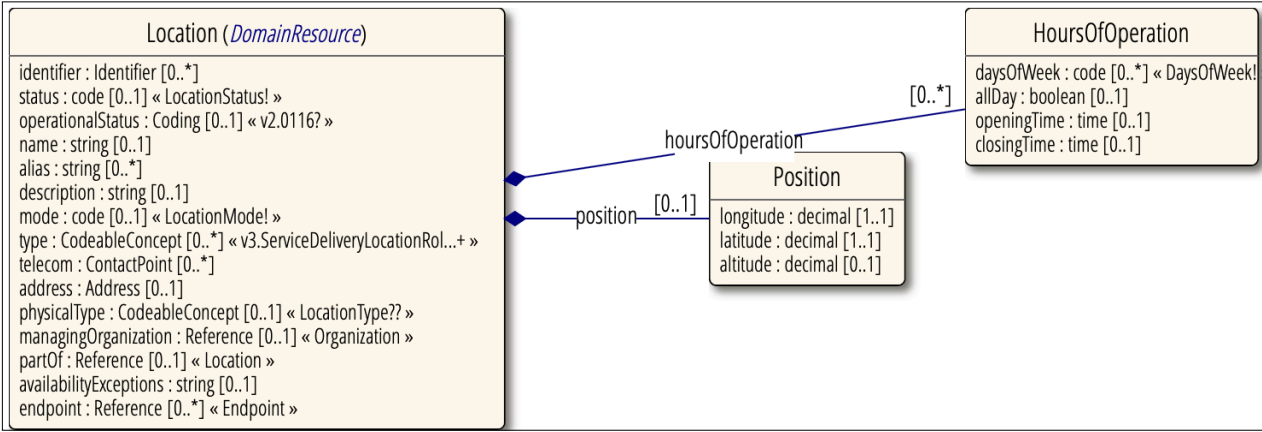 Location (DomainResource)
identifier : Identifier [0..*]
status : code [0..1] « LocationStatus! »
operationalStatus : Coding [0..1] « v2.0116? »
name : string [0..1]
alias : string [0..*]
description : string [0..1]
mode : code [0..1] « LocationMode! »
type : CodeableConcept [0..*] « v3.ServiceDeliveryLocationRol...+ »
telecom : ContactPoint [0..*]
address : Address [0..1]
physicalType : CodeableConcept [0..1] « LocationType?? »
managingOrganization : Reference [0..1] « Organization »
partOf : Reference [0..1] « Location »
availabilityExceptions : string [0..1]
endpoint : Reference [0..*] « Endpoint »
hoursOfOperation
[0..*]
position
[0..1]
Position
longitude : decimal [1..1]
latitude : decimal [1..1]
altitude : decimal [0..1]
HoursOfOperation
daysOfWeek : code [0..*] « DaysOfWeek!
allDay : boolean [0..1]
openingTime : time [0..1]
closingTime : time [0..1]